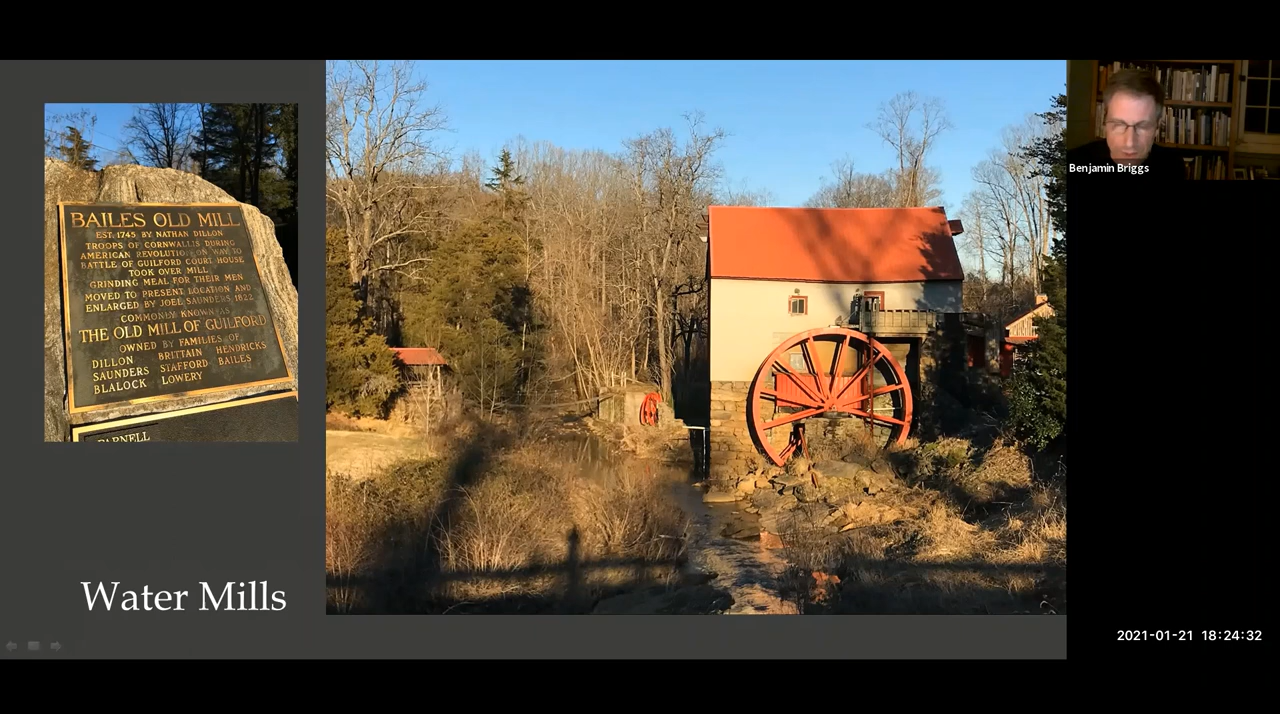 BAILES OLD MILL
EST. 1745 BY NATHAN DILLON
TROOPS OF CORNWALLIS DURING
AMERICAN REVOLUTION ON WAY TO
BATTLE OF GUILFORD COURT HOUSE
TOOK OVER MILL
GRINDING MEAL FOR THEIR MEN
MOVED TO PRESENT LOCATION AND
ENLARGED BY JOEL SAUNDERS 1822
COMMONLY KNOWN AS
THE OLD MILL OF GUILFORD
OWNED BY FAMILIES OF
DILLON BRITTAIN HENDRICKS
SAUNDERS STAFFORD BAILES
BLALOCK LOWERY
PARNELL
Water Mills
Benjamin Briggs
2021-01-21 18:24:32